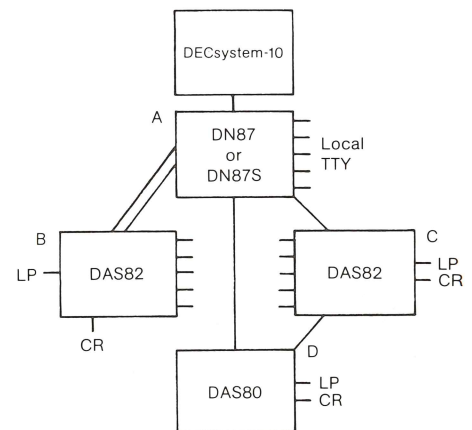 DECsystem-10
A
DN87
or
DN87S
Local
TTY
B
LP
DAS82
CR
C
DAS82
LP
CR
D
DAS80
LP
CR